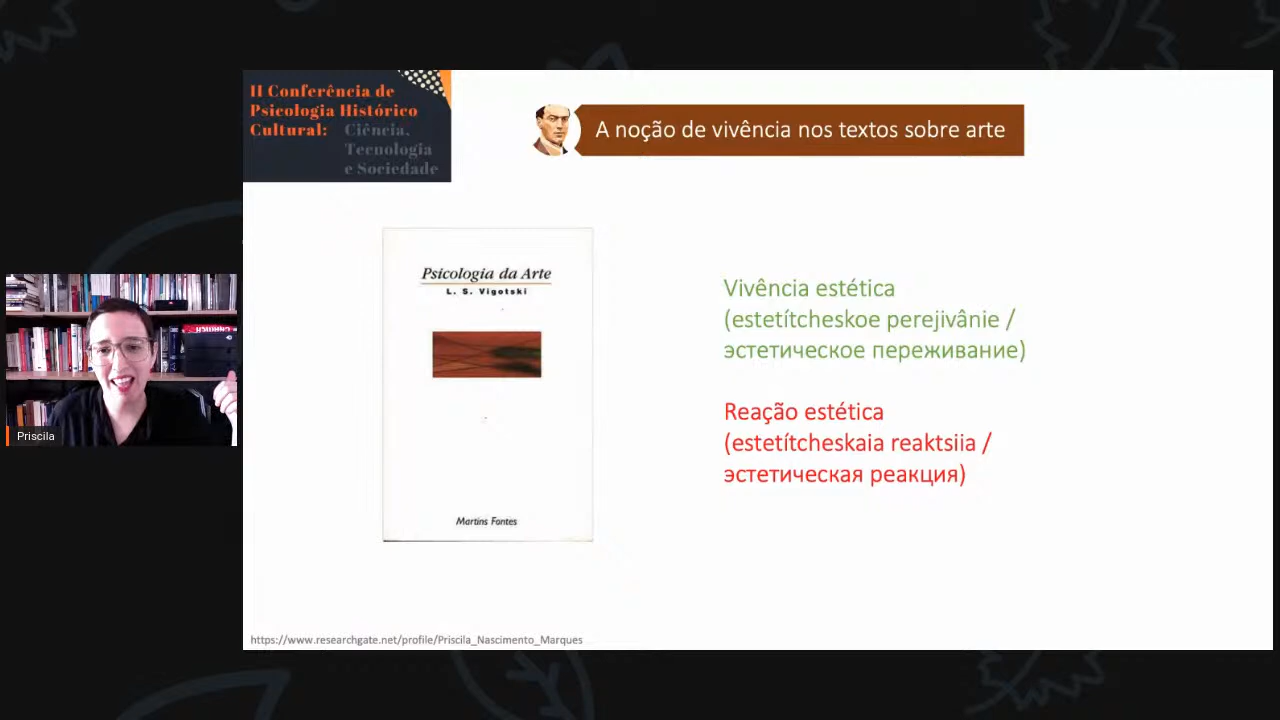 II Conferência de
Psicologia Histórico
Cultural: Ciência,
Tecnologia
e Sociedade
A noção de vivência nos textos sobre arte
Psicologia da Arte
L. S. Vigotski
Martins Fontes
Vivência estética
(estetítcheskoe perejivânie /
эстетическое переживание)
Reação estética
(estetítcheskaia reaktsiia /
эстетическая реакция)
Priscila
https://www.researchgate.net/profile/Priscila_Nascimento_Marques